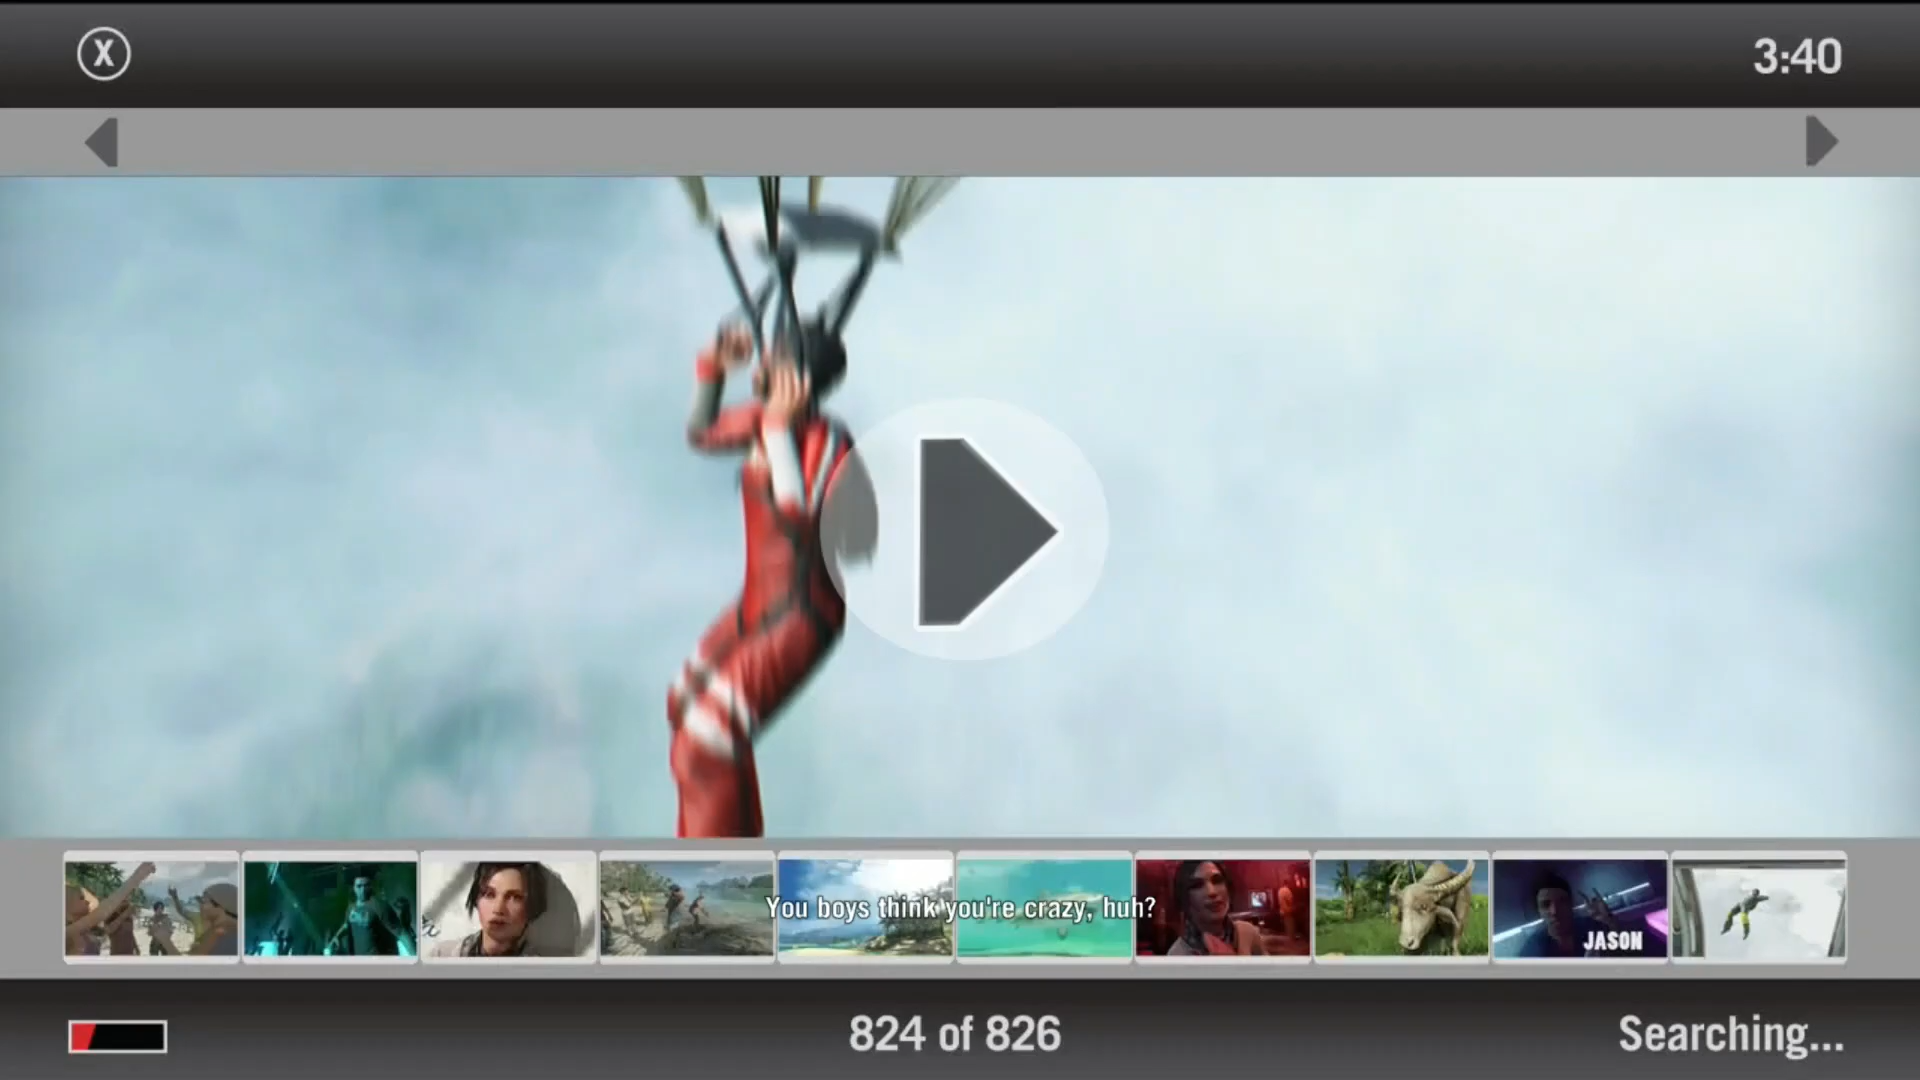 X
3:40
You boys think you're crazy, huh?
JASON
824 of 826
Searching...